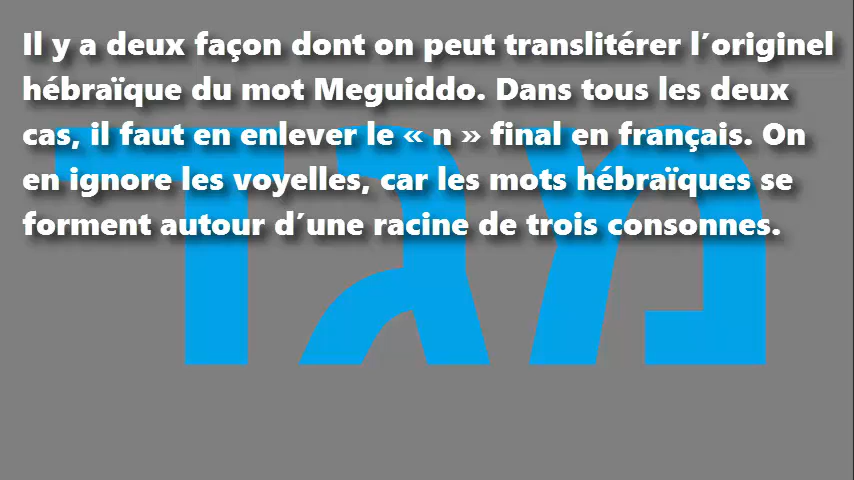 Il y a deux façon dont on peut translitérer l´originel
hébraïque du mot Meguiddo. Dans tous les deux
cas, il faut en enlever le « n » final en français. On
en ignore les voyelles, car les mots hébraïques se
forment autour d´une racine de trois consonnes.
מגד